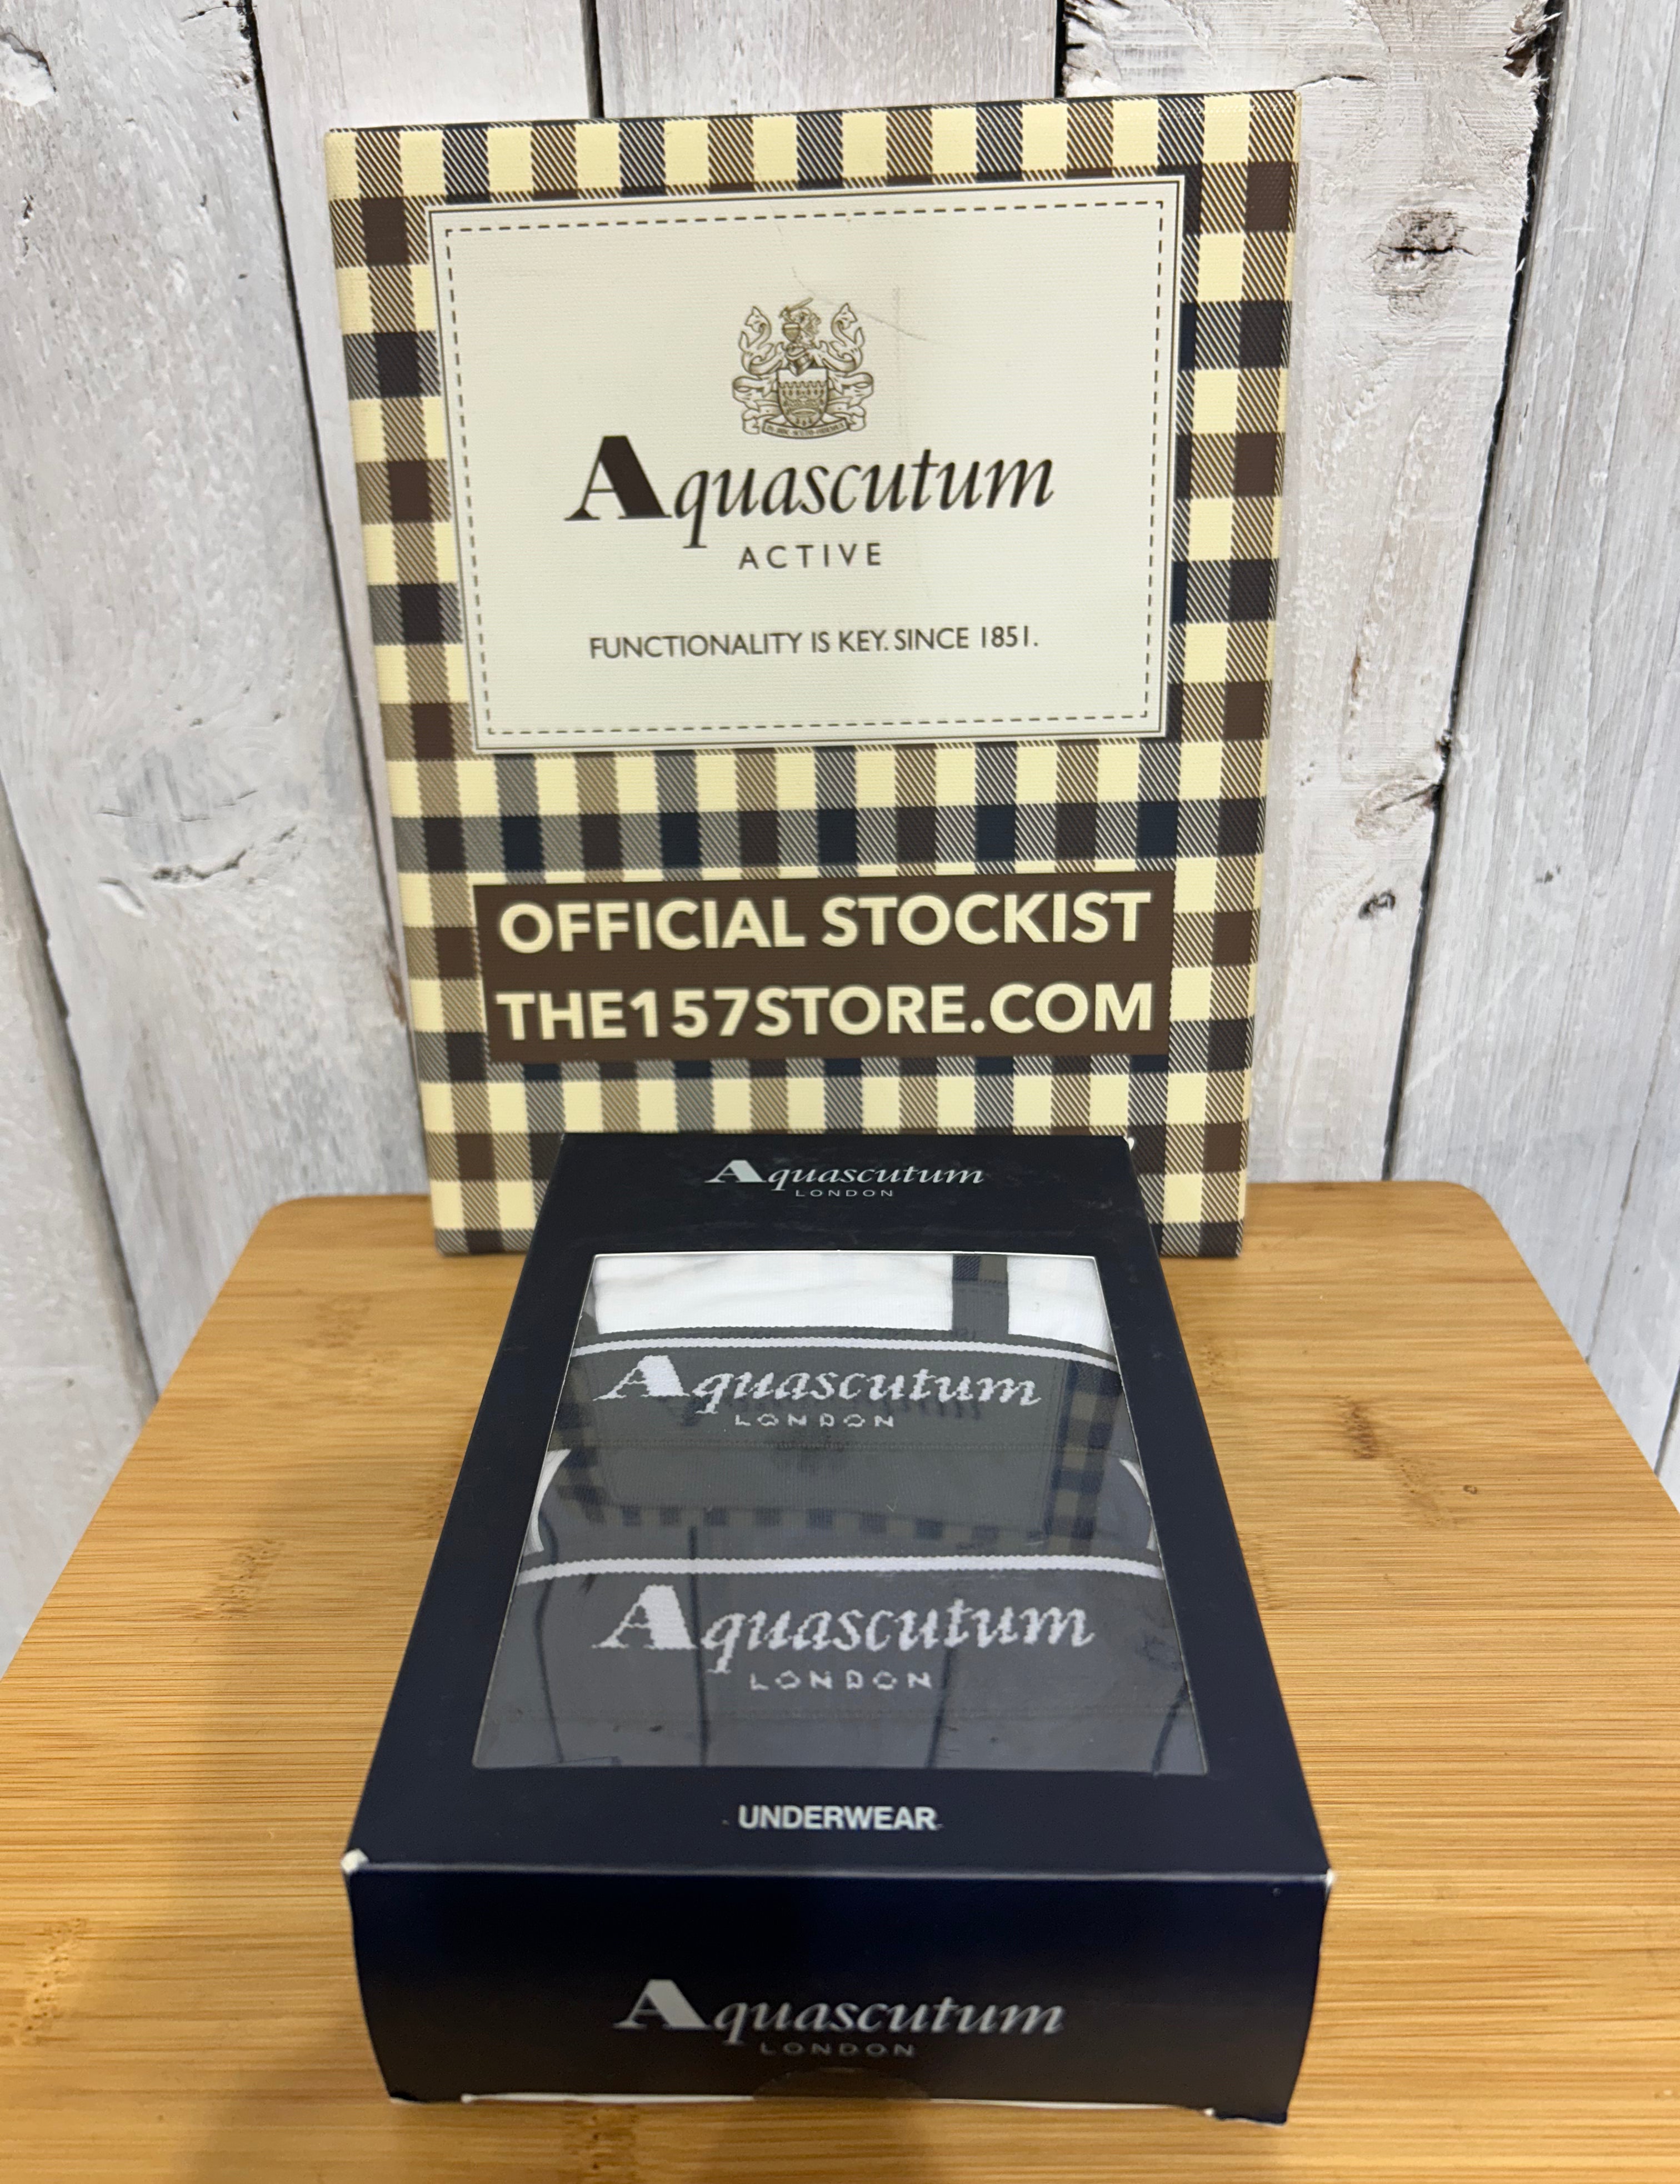 Aquascutum
ACTIVE
FUNCTIONALITY IS KEY. SINCE 1851.
OFFICIAL STOCKIST
THE157STORE.COM
Aquascutum
LONDON
Aquascutum
LONDON
Aquascutum
LONDON
UNDERWEAR
Aquascutum
LONDON